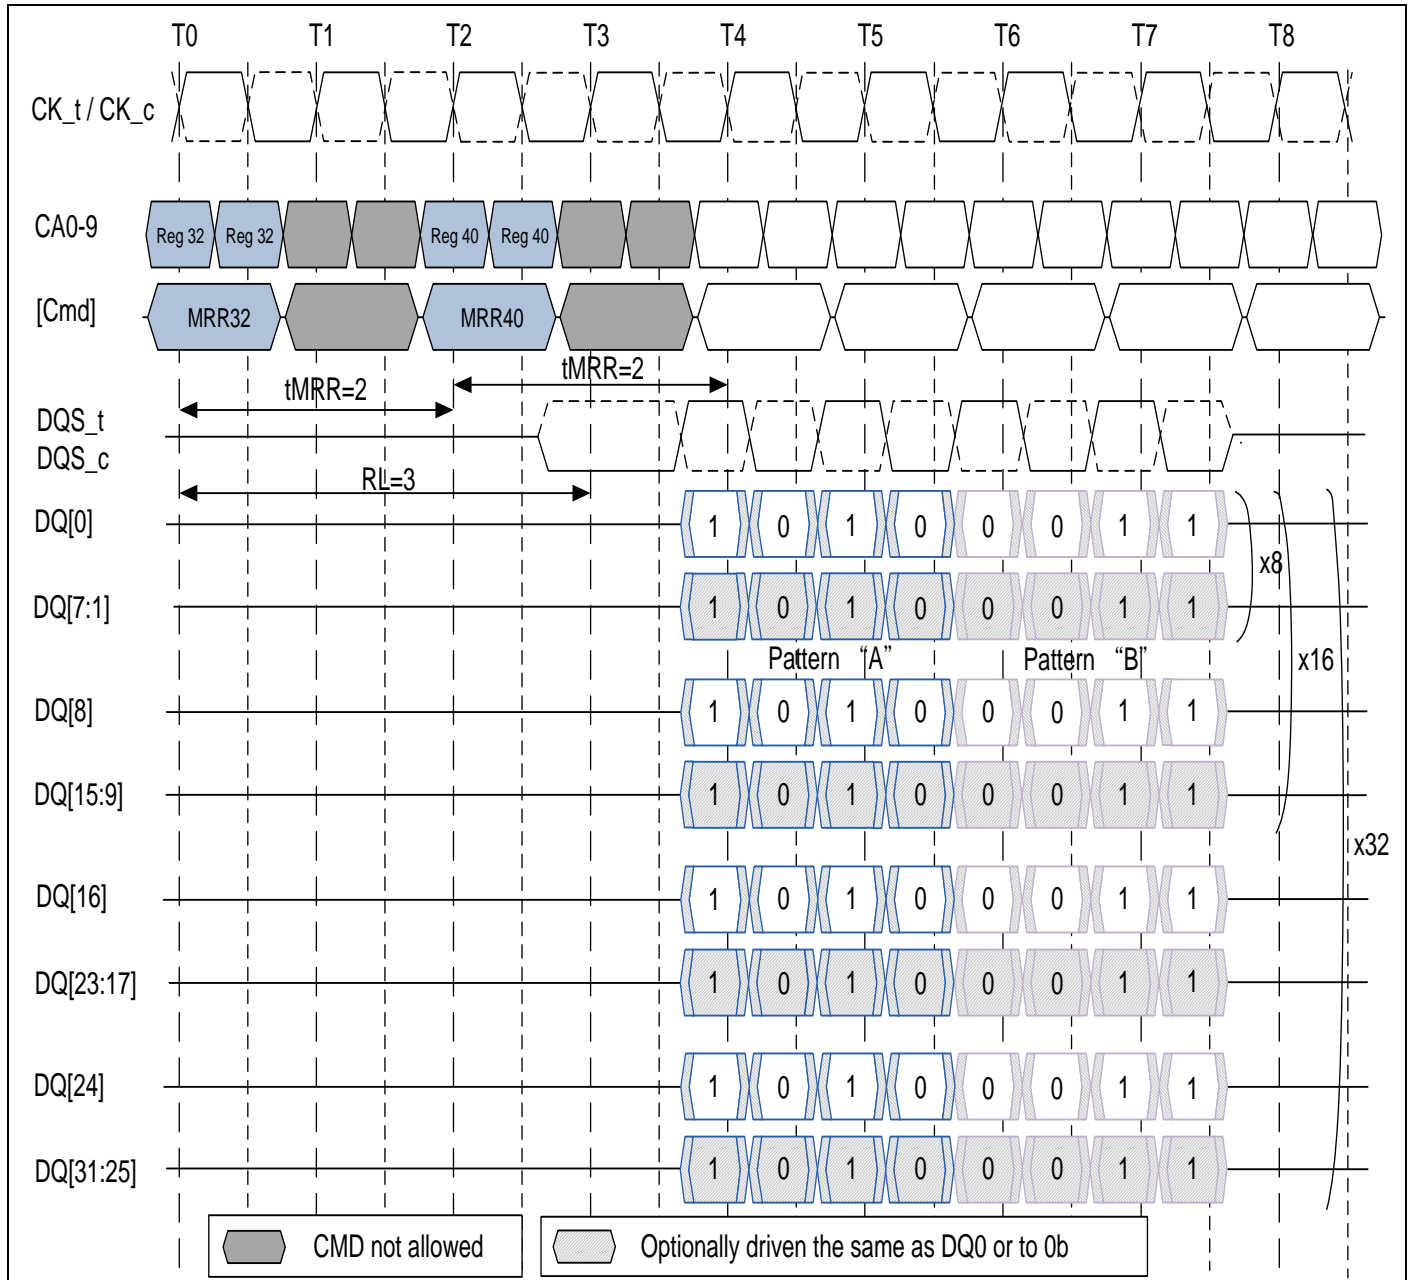 T0 T1 T2 T3 T4 T5 T6 T7 T8
CK_t / CK_c
CA0-9 Reg 32 Reg 32 Reg 40 Reg 40
[Cmd] MRR32 MRR40
tMRR=2 tMRR=2
DQS_t
DQS_c
RL=3
DQ[0] 1 0 1 0 0 0 1 1
x8
DQ[7:1] 1 0 1 0 0 0 1 1
Pattern “A” Pattern “B” x16
DQ[8] 1 0 1 0 0 0 1 1
DQ[15:9] 1 0 1 0 0 0 1 1
x32
DQ[16] 1 0 1 0 0 0 1 1
DQ[23:17] 1 0 1 0 0 0 1 1
DQ[24] 1 0 1 0 0 0 1 1
DQ[31:25] 1 0 1 0 0 0 1 1
CMD not allowed Optionally driven the same as DQ0 or to 0b